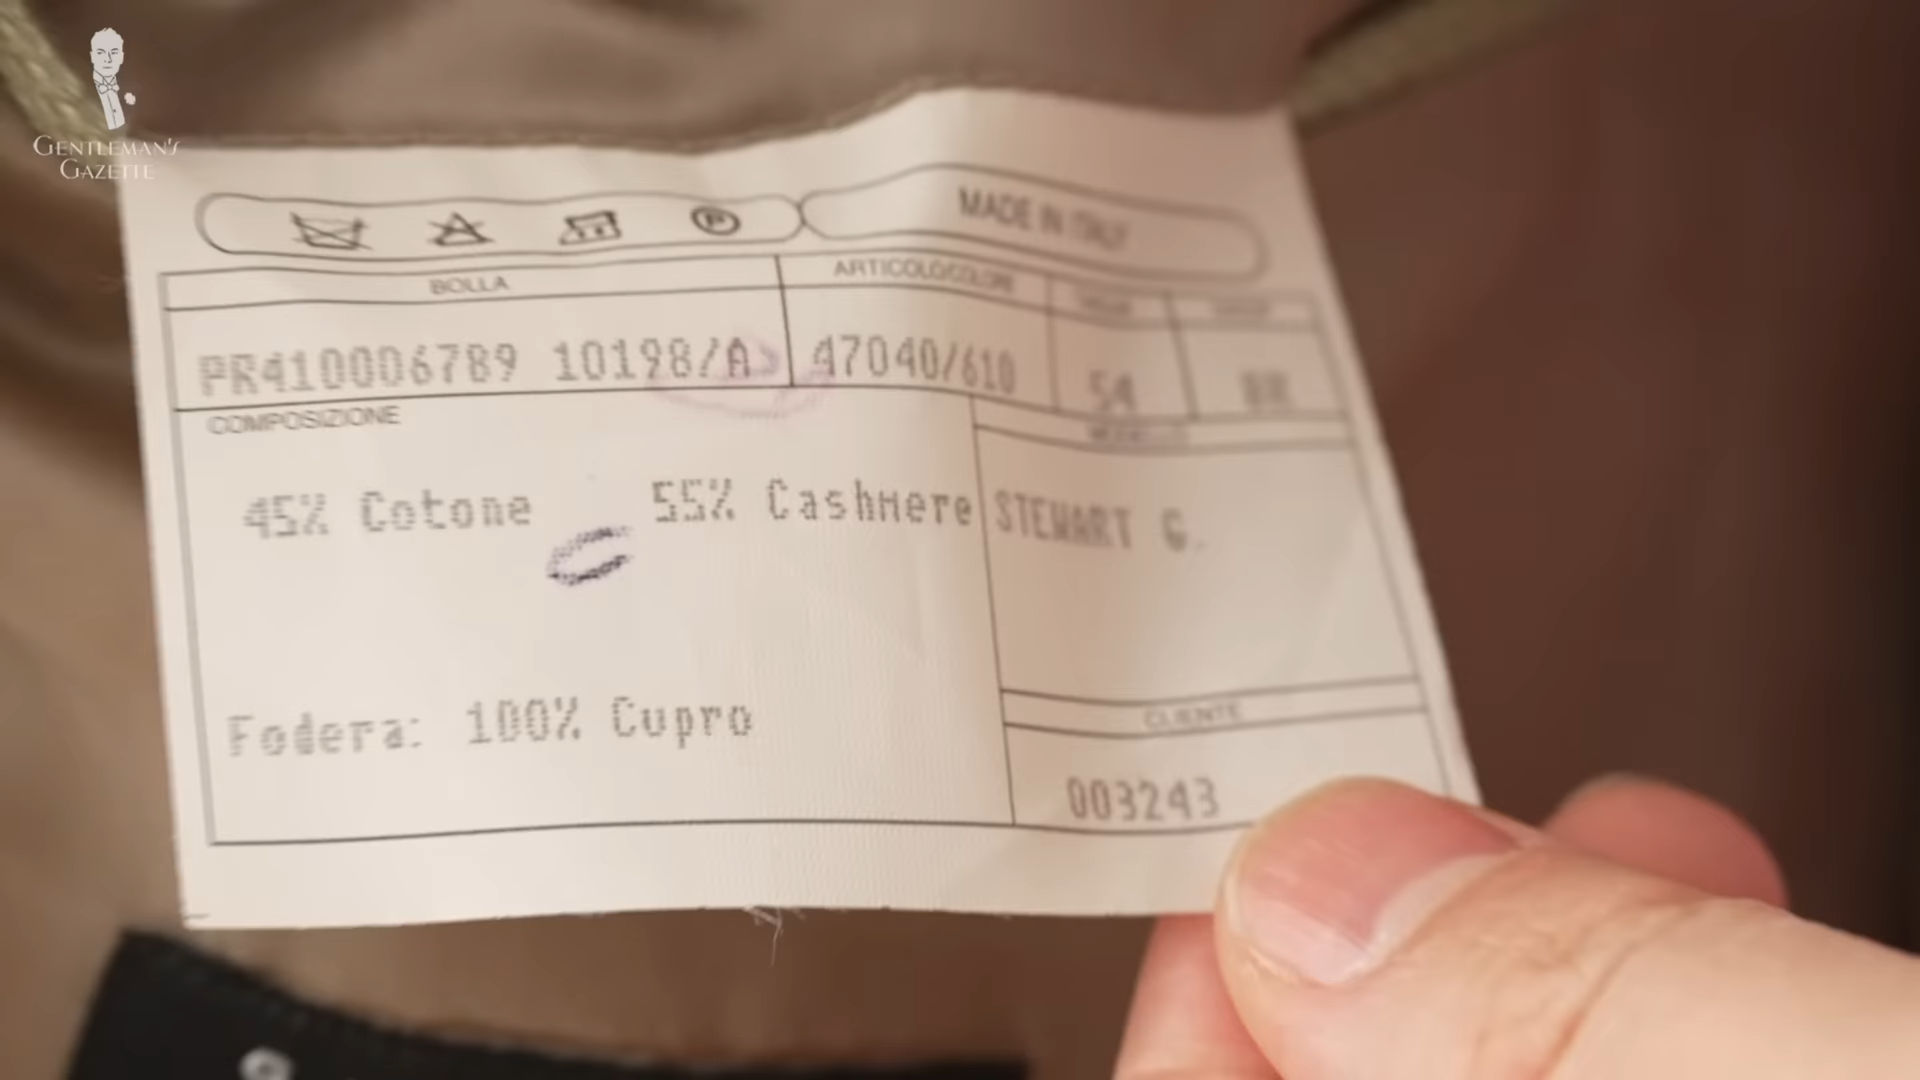 GENTLEMAN'S
GAZETTE
MADE IN ITALY
BOLLA ARTICOLO COLORE
PR410006789 10198/A 47040/610 54
COMPOSIZIONE
MODELLO
45% Cotone 55% Cashmere STEWART G.
Fodera: 100% Cupro
CLIENTE
003243